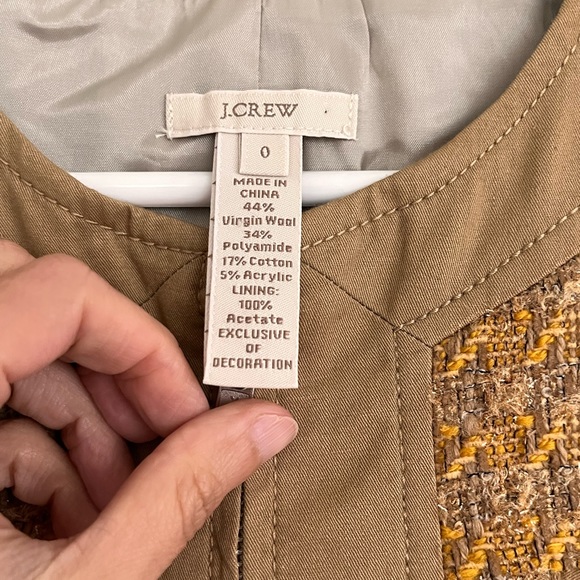 J.CREW
0
MADE IN
CHINA
44%
Virgin Wool
34%
Polyamide
17% Cotton
5% Acrylic
LINING:
100%
Acetate
EXCLUSIVE
OF
DECORATION